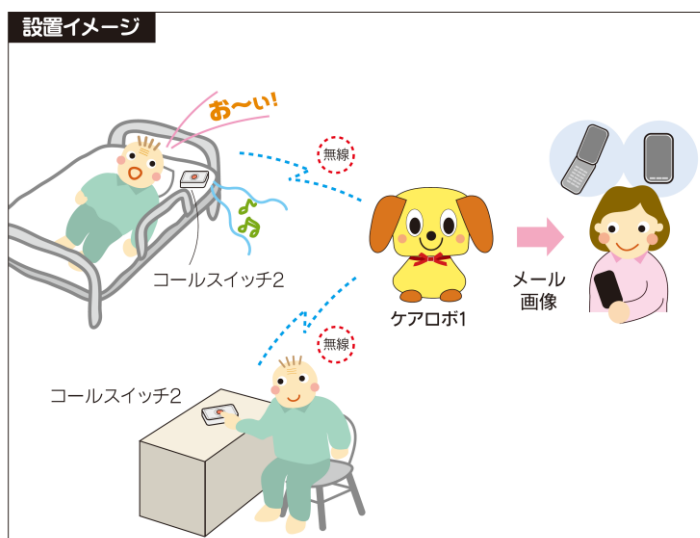 設置イメージ
お〜い!
無線
コールスイッチ2
ケアロボ1
メール
画像
無線
コールスイッチ2